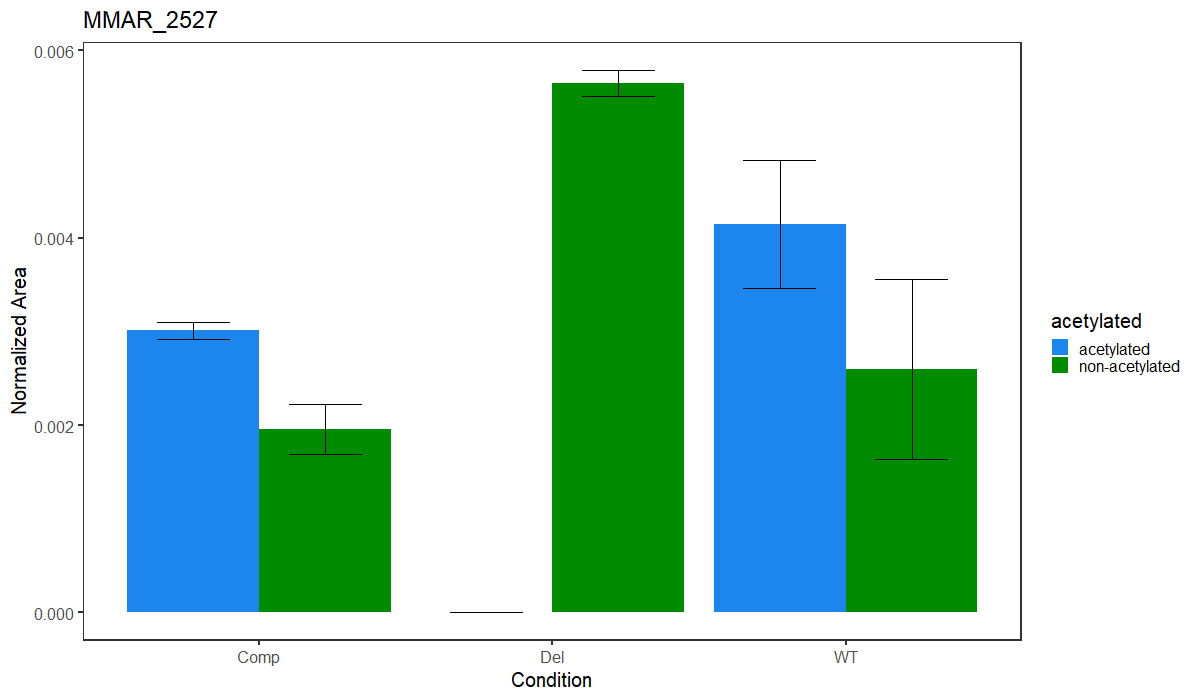 MMAR_2527
0.006
0.004
0.002
0.000
Normalized Area
Comp
Del
WT
Condition
acetylated
acetylated
non-acetylated